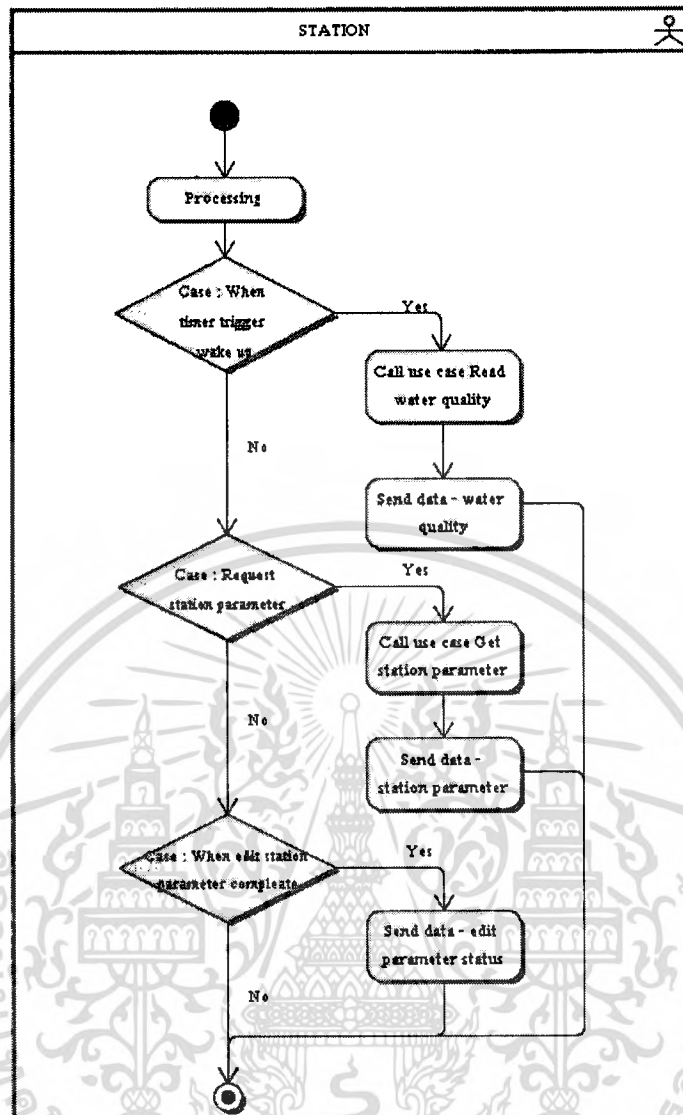 STATION
Processing
Case : When
timer trigger
wake up
Yes
Call use case Read
water quality
No
Send data - water
quality
Case : Request
station parameter
Yes
Call use case Get
station parameter
No
Send data -
station parameter
Case : When edit station
parameter compleate
Yes
Send data - edit
parameter status
No